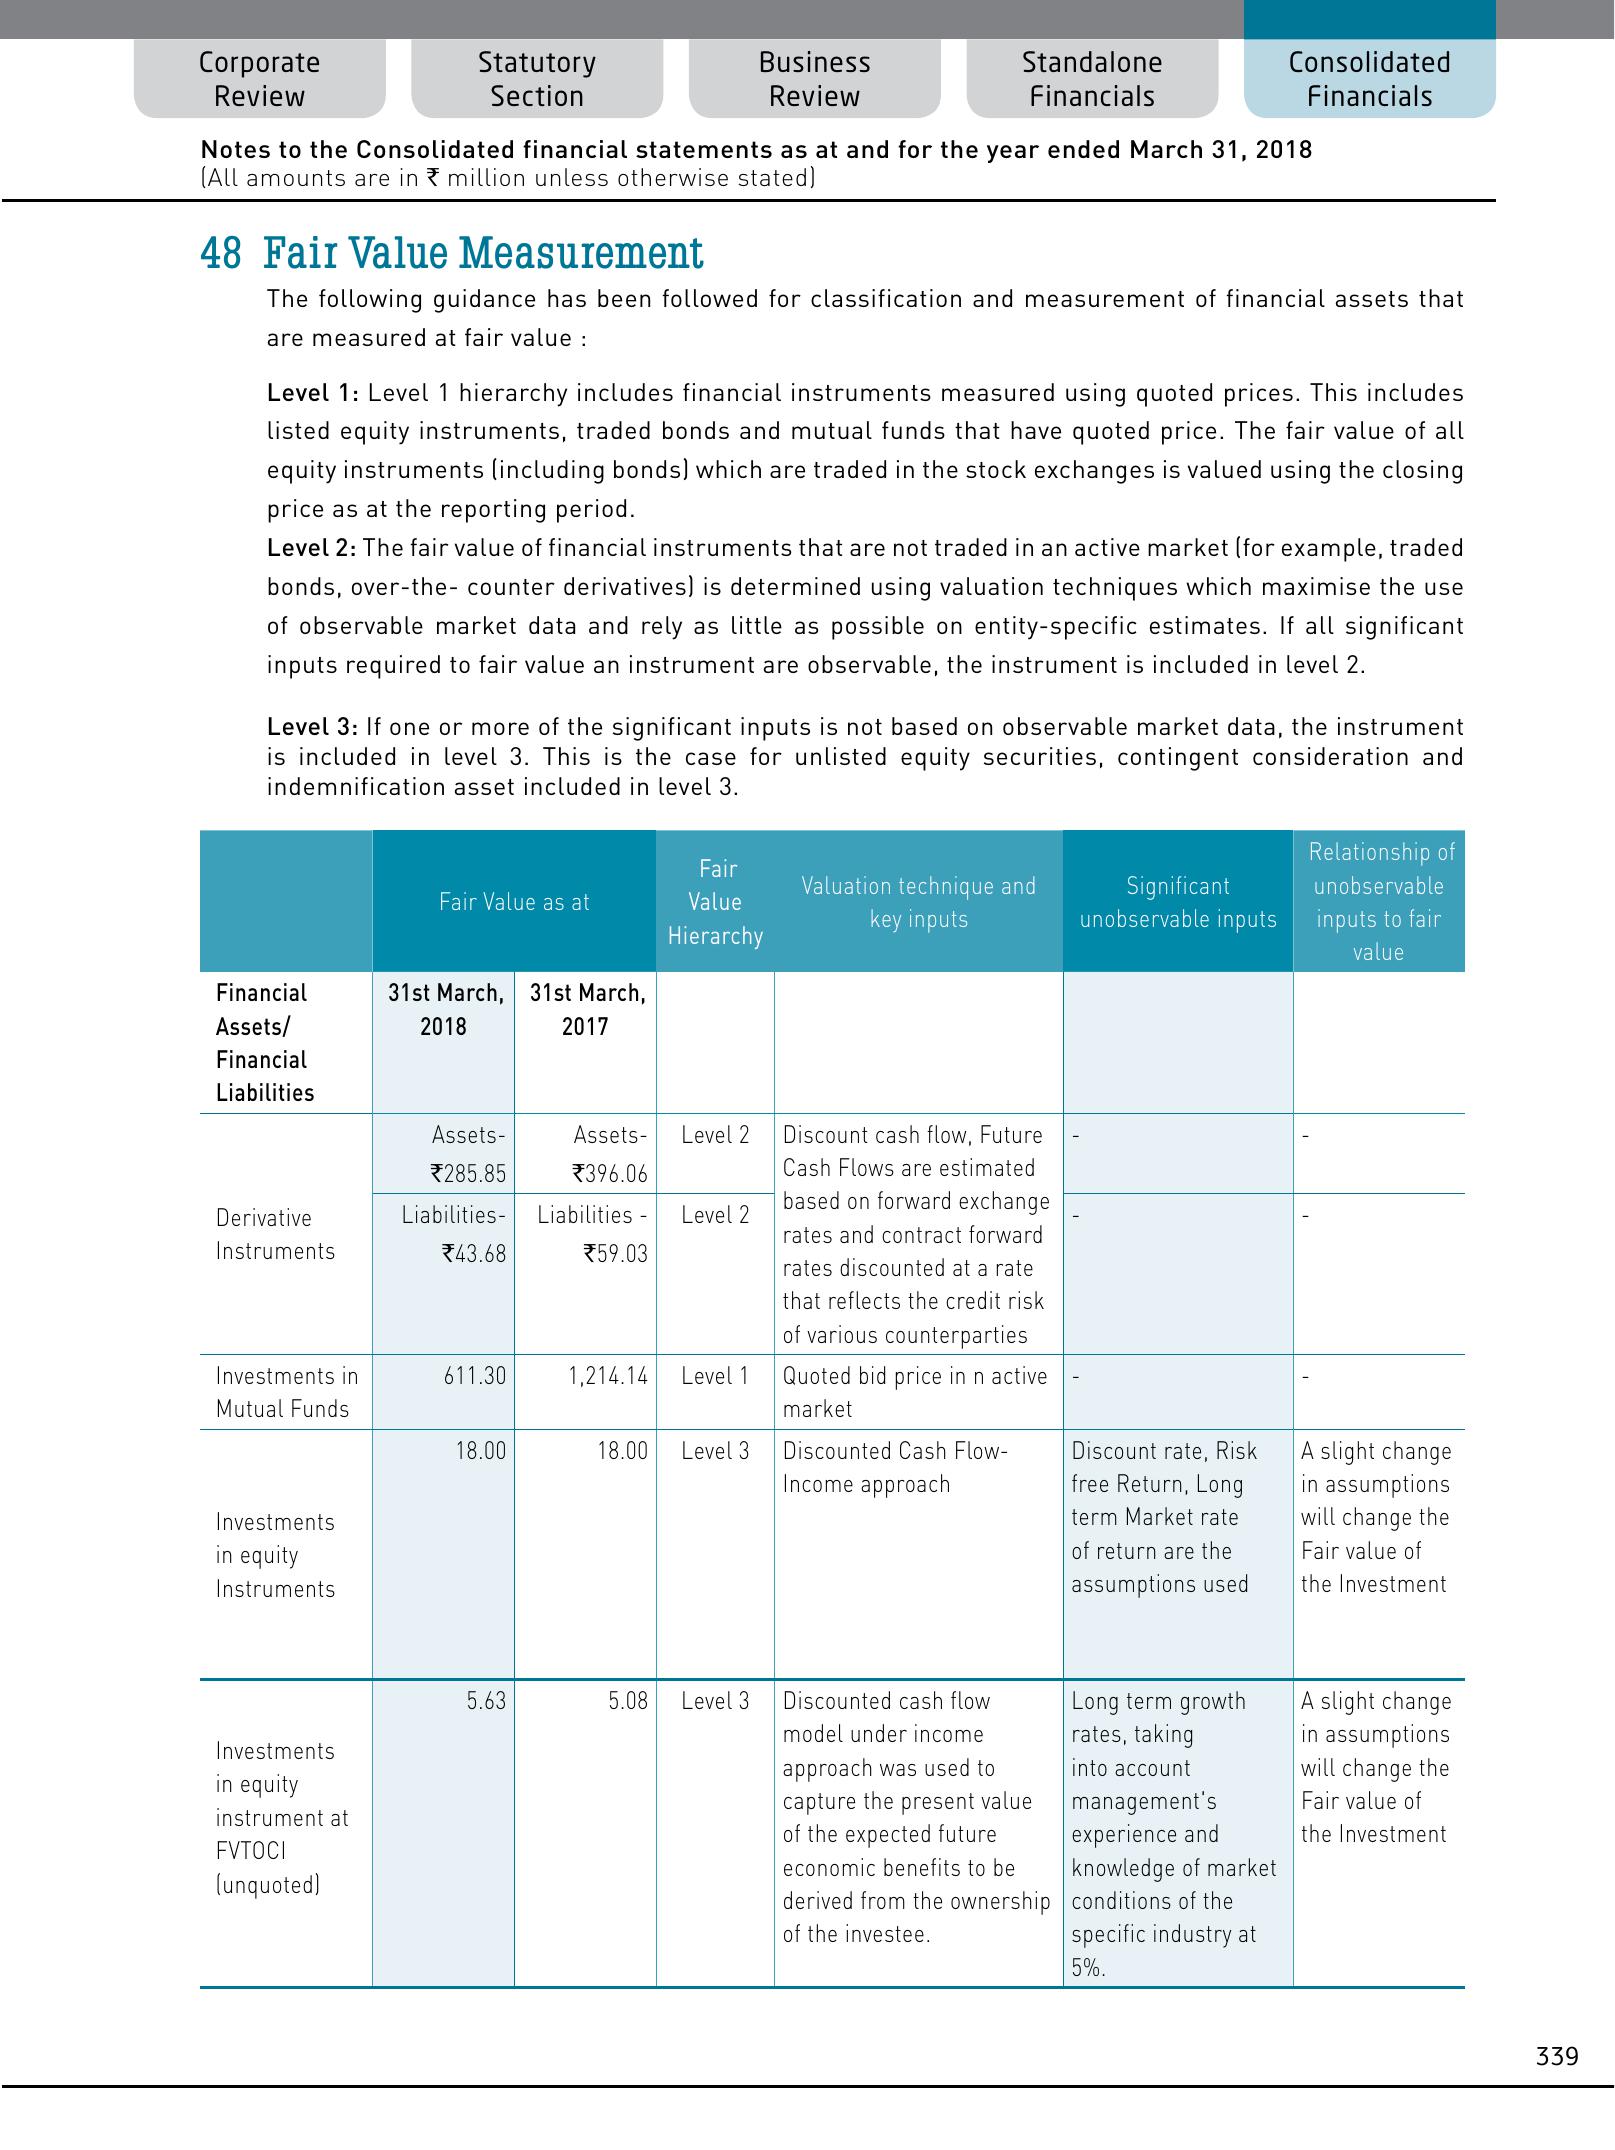 Corporate
Review
Statutory
Section
Business
Review
Standalone
Financials
Consolidated
Financials
Notes to the Consolidated financial statements as at and for the year ended March 31, 2018
(All amounts are in ₹ million unless otherwise stated)
48 Fair Value Measurement
The following guidance has been followed for classification and measurement of financial assets that
are measured at fair value :
Level 1: Level 1 hierarchy includes financial instruments measured using quoted prices. This includes
listed equity instruments, traded bonds and mutual funds that have quoted price. The fair value of all
equity instruments (including bonds) which are traded in the stock exchanges is valued using the closing
price as at the reporting period.
Level 2: The fair value of financial instruments that are not traded in an active market (for example, traded
bonds, over-the- counter derivatives) is determined using valuation techniques which maximise the use
of observable market data and rely as little as possible on entity-specific estimates. If all significant
inputs required to fair value an instrument are observable, the instrument is included in level 2.
Level 3: If one or more of the significant inputs is not based on observable market data, the instrument
is included in level 3. This is the case for unlisted equity securities, contingent consideration and
indemnification asset included in level 3.
Fair Value as at
Fair
Value
Hierarchy
Valuation technique and
key inputs
Significant
unobservable inputs
Relationship of
unobservable
inputs to fair
value
Financial
Assets/
Financial
Liabilities
31st March,
2018
31st March,
2017
Derivative
Instruments
Assets-
₹285.85
Assets-
₹396.06
Level 2
Discount cash flow, Future
Cash Flows are estimated
based on forward exchange
rates and contract forward
rates discounted at a rate
that reflects the credit risk
of various counterparties
-
-
Liabilities-
₹43.68
Liabilities -
₹59.03
Level 2
-
-
Investments in
Mutual Funds
611.30
1,214.14
Level 1
Quoted bid price in n active
market
-
-
Investments
in equity
Instruments
18.00
18.00
Level 3
Discounted Cash Flow-
Income approach
Discount rate, Risk
free Return, Long
term Market rate
of return are the
assumptions used
A slight change
in assumptions
will change the
Fair value of
the Investment
Investments
in equity
instrument at
FVTOCI
(unquoted)
5.63
5.08
Level 3
Discounted cash flow
model under income
approach was used to
capture the present value
of the expected future
economic benefits to be
derived from the ownership
of the investee.
Long term growth
rates, taking
into account
management's
experience and
knowledge of market
conditions of the
specific industry at
5%.
A slight change
in assumptions
will change the
Fair value of
the Investment
339